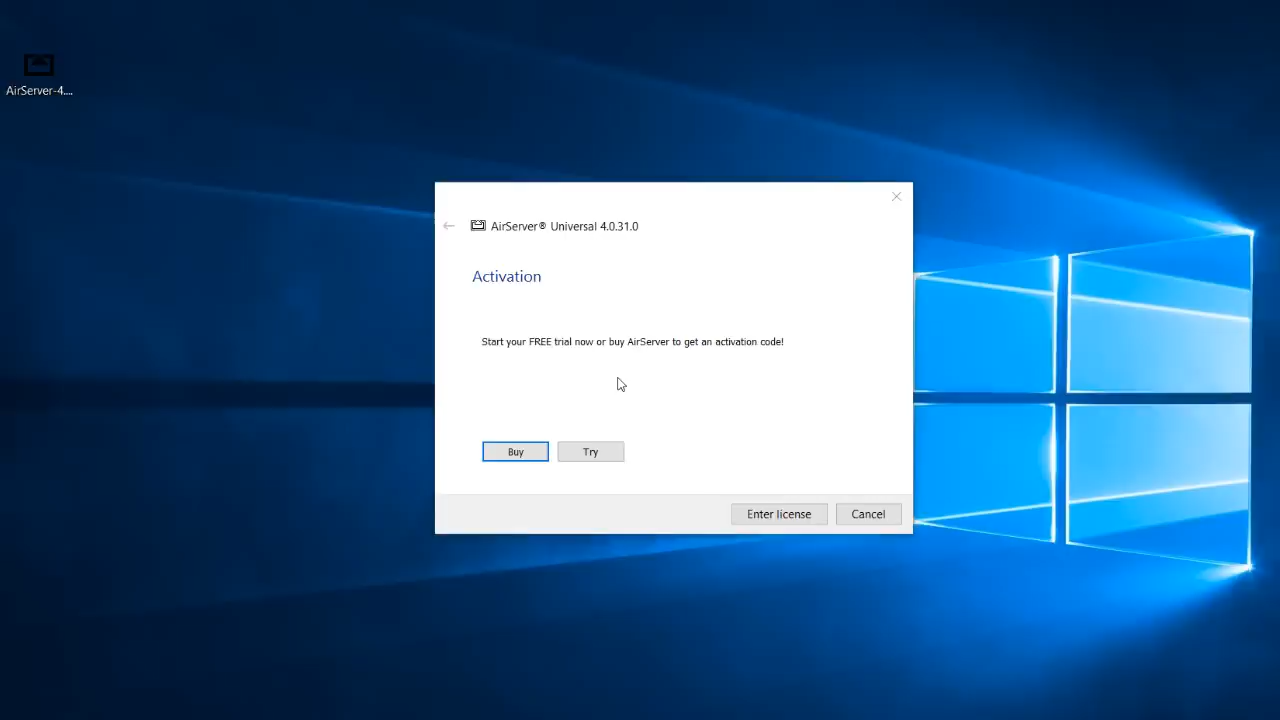 AirServer-4....
AirServer® Universal 4.0.31.0
Activation
Start your FREE trial now or buy AirServer to get an activation code!
Buy
Try
Enter license
Cancel